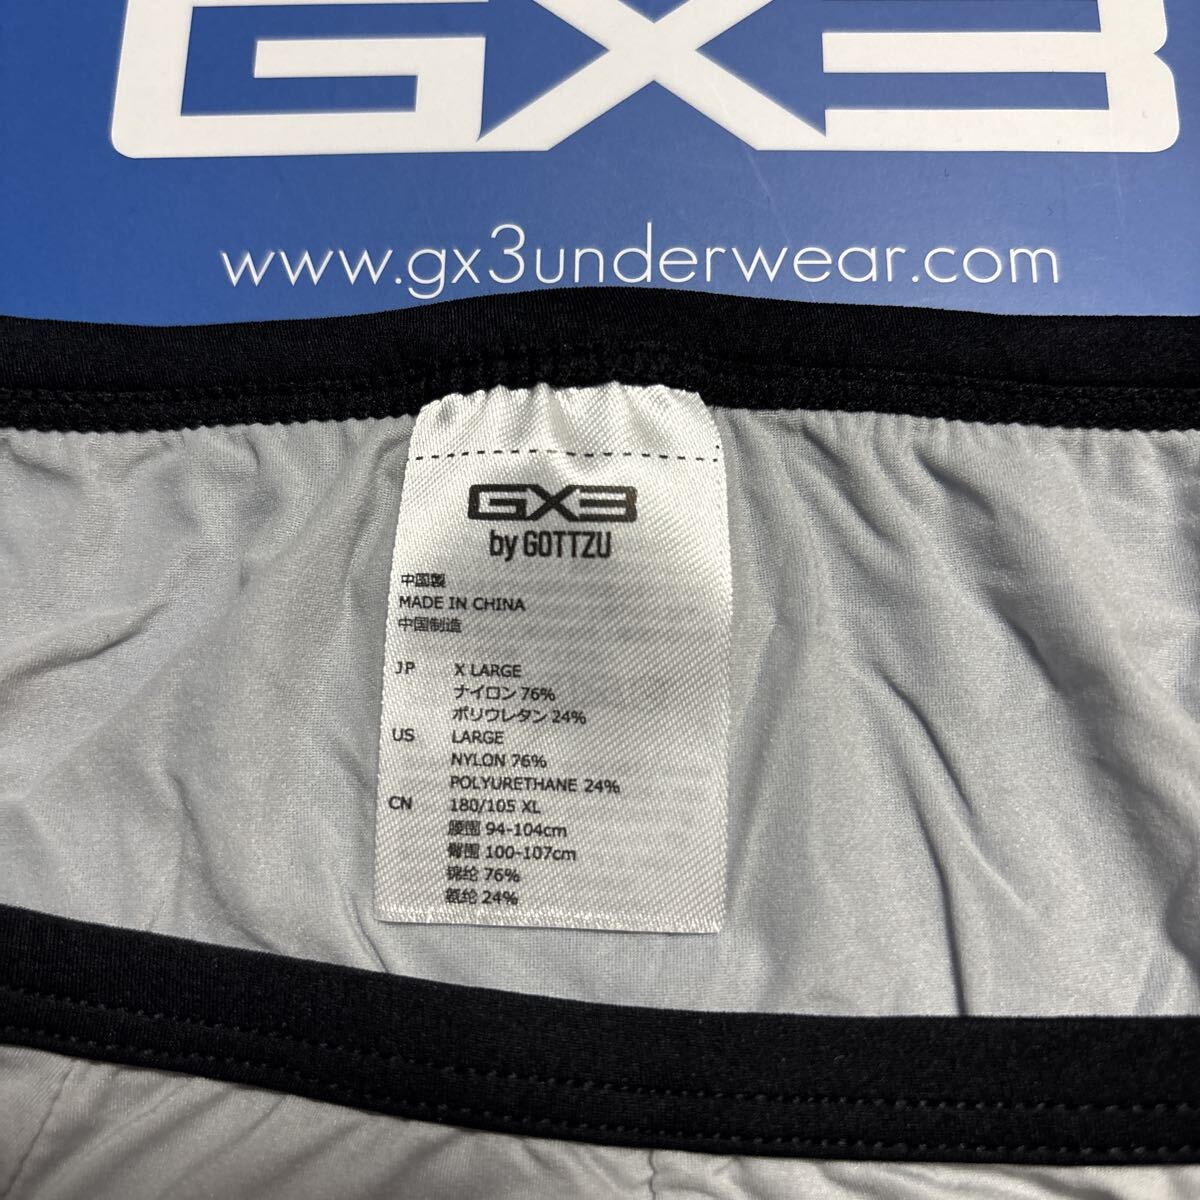 GX3
www.gx3underwear.com
GX3
by GOTTZU
中国製
MADE IN CHINA
中国制造
JP X LARGE
ナイロン 76%
ポリウレタン 24%
US LARGE
NYLON 76%
POLYURETHANE 24%
CN 180/105 XL
腰围 94-104cm
臀围 100-107cm
锦纶 76%
氨纶 24%